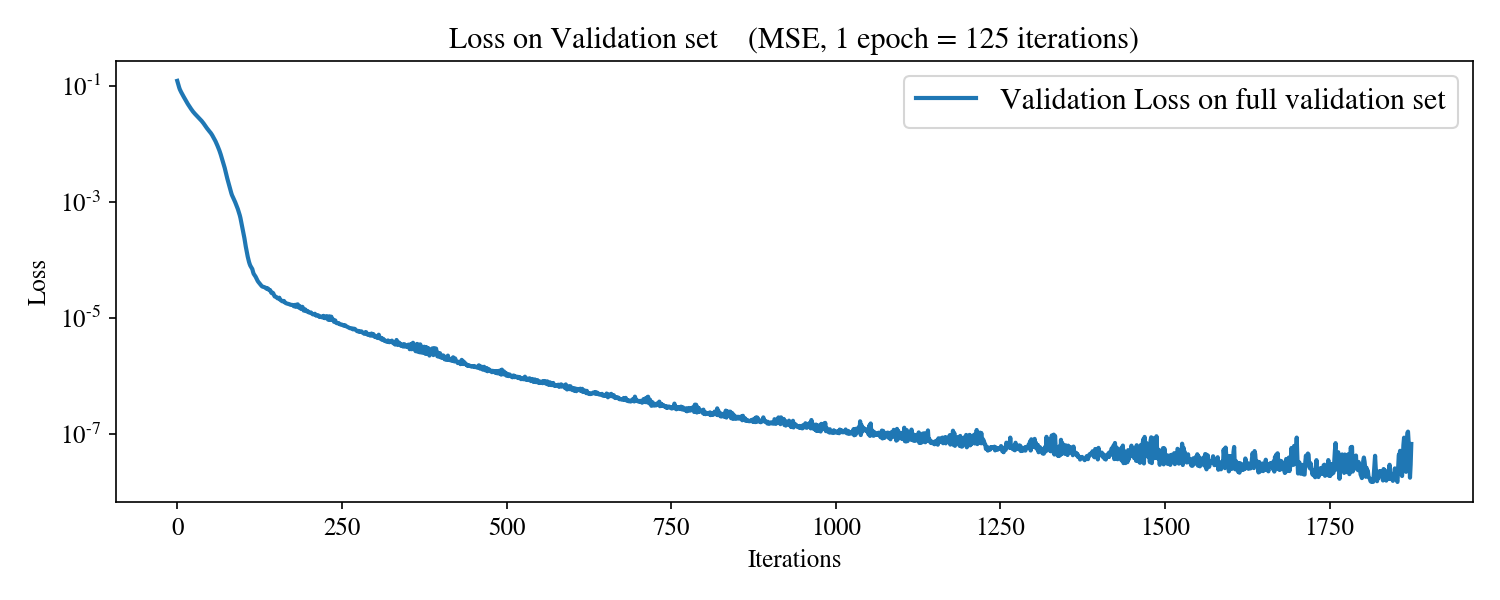 Loss on Validation set (MSE, 1 epoch = 125 iterations)
Validation Loss on full validation set
Loss
10⁻¹
10⁻³
10⁻⁵
10⁻⁷
0 250 500 750 1000 1250 1500 1750
Iterations